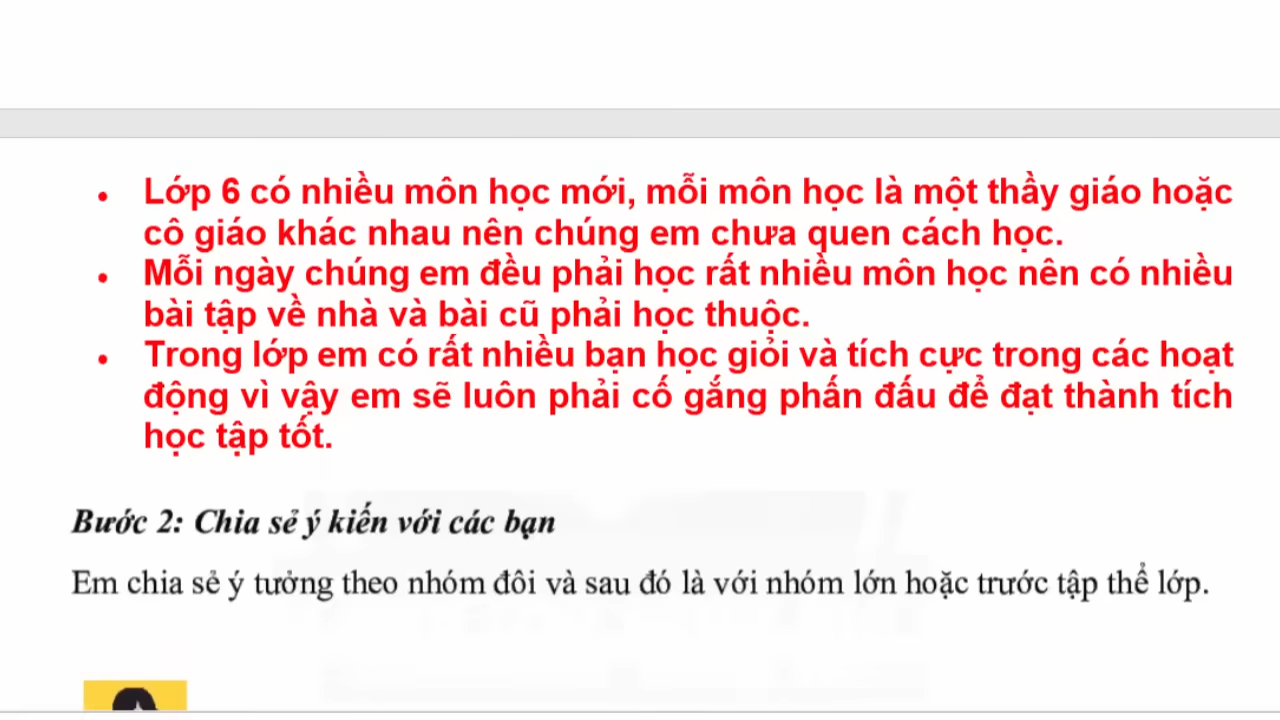 • Lớp 6 có nhiều môn học mới, mỗi môn học là một thầy giáo hoặc
cô giáo khác nhau nên chúng em chưa quen cách học.
• Mỗi ngày chúng em đều phải học rất nhiều môn học nên có nhiều
bài tập về nhà và bài cũ phải học thuộc.
• Trong lớp em có rất nhiều bạn học giỏi và tích cực trong các hoạt
động vì vậy em sẽ luôn phải cố gắng phấn đấu để đạt thành tích
học tập tốt.
Bước 2: Chia sẻ ý kiến với các bạn
Em chia sẻ ý tưởng theo nhóm đôi và sau đó là với nhóm lớn hoặc trước tập thể lớp.